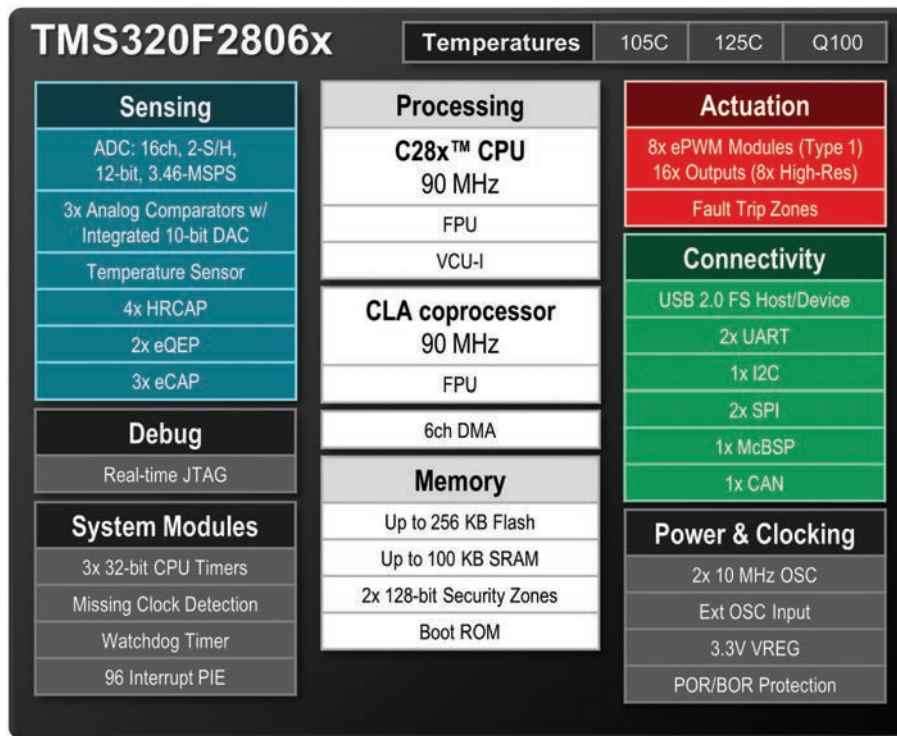 TMS320F2806x
Temperatures
105C
125C
Q100
Sensing
ADC: 16ch, 2-S/H,
12-bit, 3.46-MSPS
3x Analog Comparators w/
Integrated 10-bit DAC
Temperature Sensor
4x HRCAP
2x eQEP
3x eCAP
Debug
Real-time JTAG
System Modules
3x 32-bit CPU Timers
Missing Clock Detection
Watchdog Timer
96 Interrupt PIE
Processing
C28x™ CPU
90 MHz
FPU
VCU-I
CLA coprocessor
90 MHz
FPU
6ch DMA
Memory
Up to 256 KB Flash
Up to 100 KB SRAM
2x 128-bit Security Zones
Boot ROM
Actuation
8x ePWM Modules (Type 1)
16x Outputs (8x High-Res)
Fault Trip Zones
Connectivity
USB 2.0 FS Host/Device
2x UART
1x I2C
2x SPI
1x McBSP
1x CAN
Power & Clocking
2x 10 MHz OSC
Ext OSC Input
3.3V VREG
POR/BOR Protection